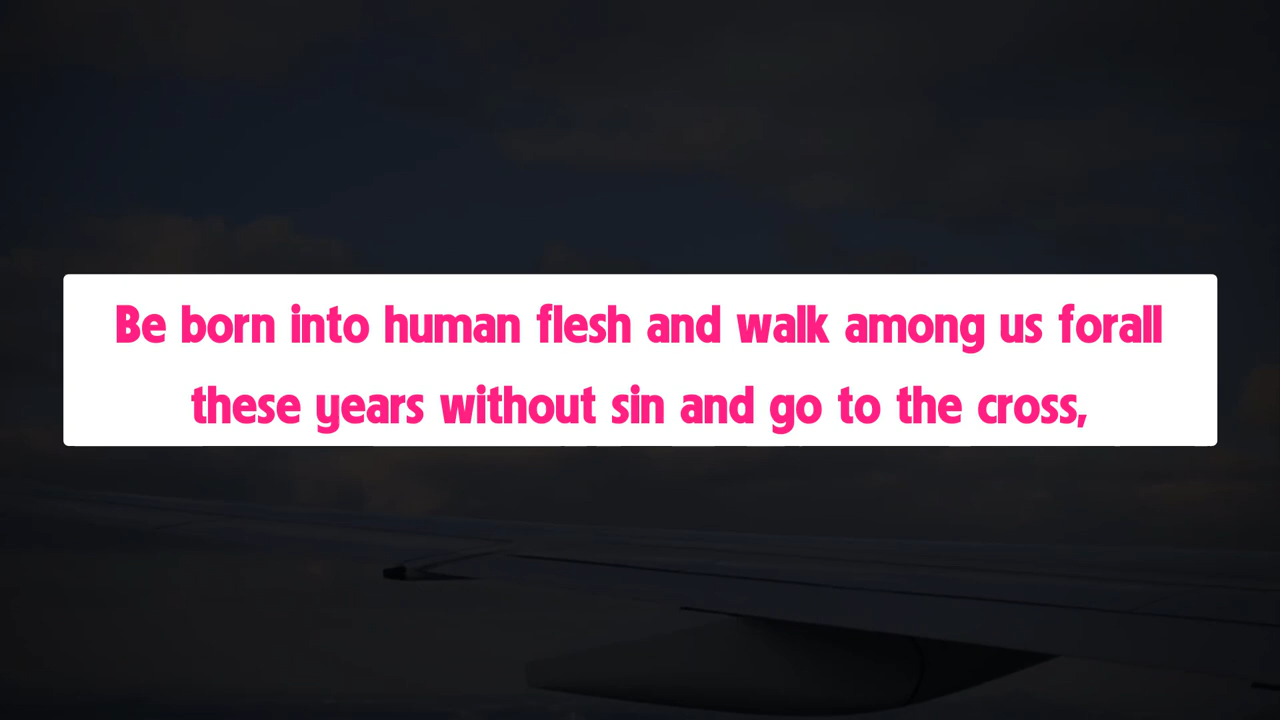 Be born into human flesh and walk among us forall
these years without sin and go to the cross,